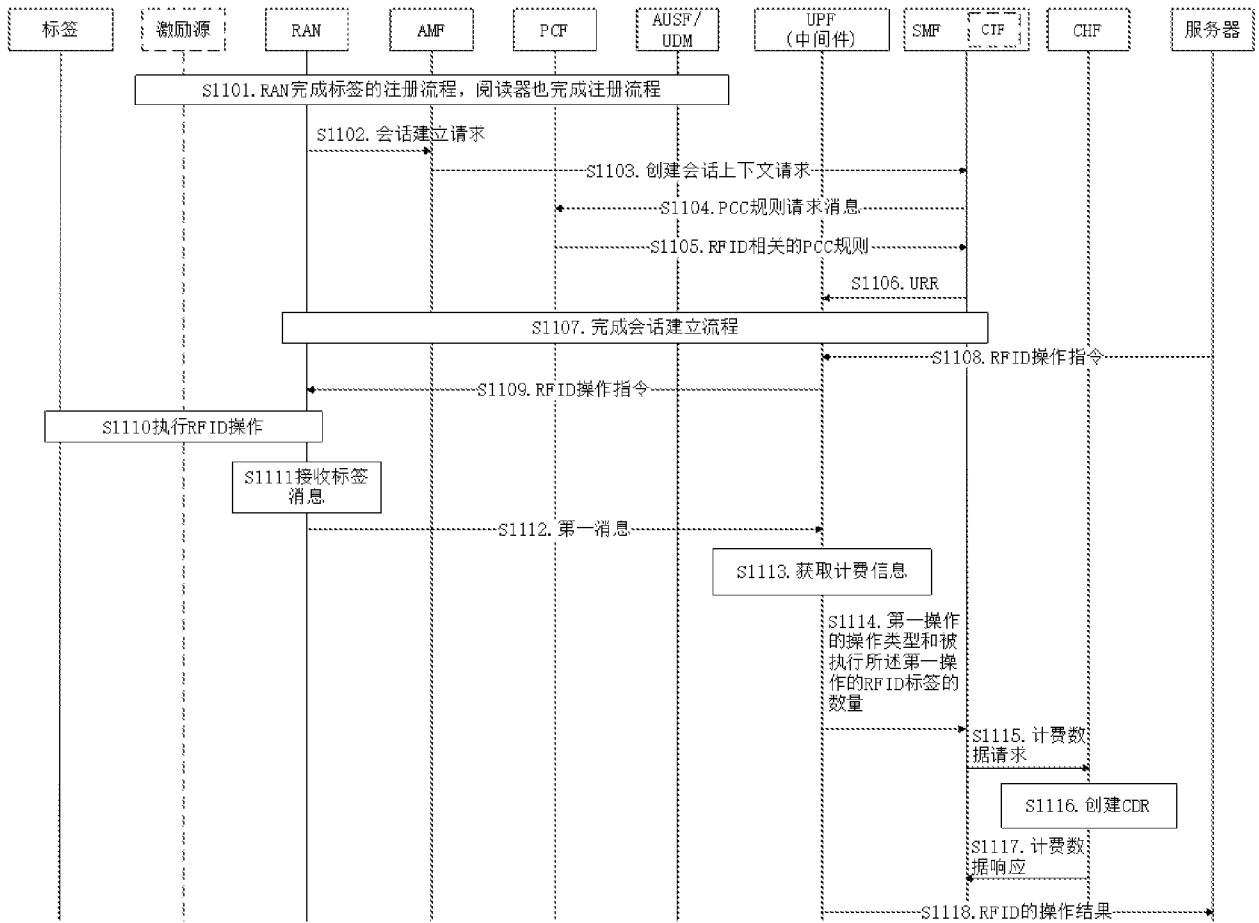 标签 激励源 RAN AMF PCF AUSF/ UPF SMF CTF CHF 服务器
UDM (中间件)
S1101.RAN完成标签的注册流程，阅读器也完成注册流程
S1102.会话建立请求
S1103.创建会话上下文请求
S1104.PCC规则请求消息
S1105.RFID相关的PCC规则
S1106.URR
S1107.完成会话建立流程
S1108.RFID操作指令
S1109.RFID操作指令
S1110执行RFID操作
S1111接收标签
消息
S1112.第一消息
S1113.获取计费信息
S1114.第一操作
的操作类型和被
执行所述第一操
作的RFID标签的
数量
S1115.计费数
据请求
S1116.创建CDR
S1117.计费数
据响应
S1118.RFID的操作结果